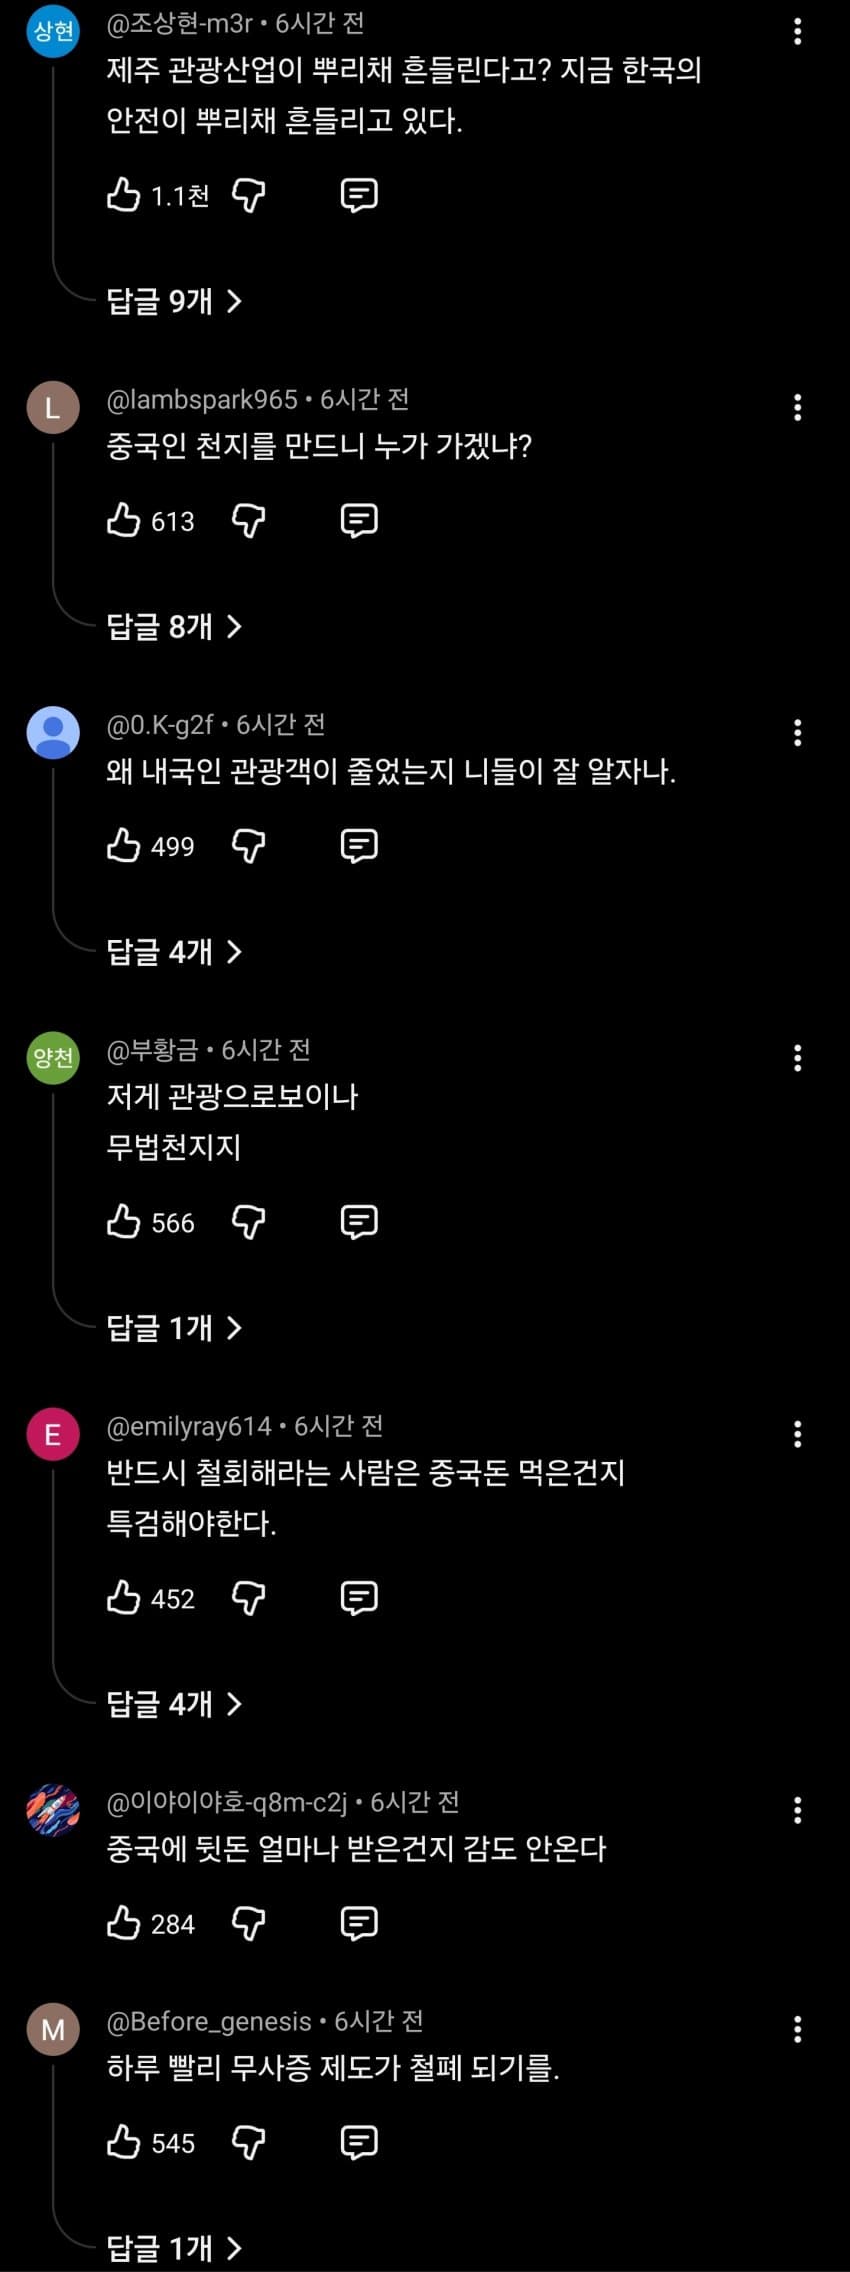 상현
@조상현-m3r • 6시간 전
제주 관광산업이 뿌리채 흔들린다고? 지금 한국의
안전이 뿌리채 흔들리고 있다.
1.1천
답글 9개
L
@lambspark965 • 6시간 전
중국인 천지를 만드니 누가 가겠냐?
613
답글 8개
@0.K-g2f • 6시간 전
왜 내국인 관광객이 줄었는지 니들이 잘 알자나.
499
답글 4개
양천
@부황금 • 6시간 전
저게 관광으로보이나
무법천지지
566
답글 1개
E
@emilyray614 • 6시간 전
반드시 철회해라는 사람은 중국돈 먹은건지
특검해야한다.
452
답글 4개
@이야이야호-q8m-c2j • 6시간 전
중국에 뒷돈 얼마나 받은건지 감도 안온다
284
M
@Before_genesis • 6시간 전
하루 빨리 무사증 제도가 철폐 되기를.
545
답글 1개